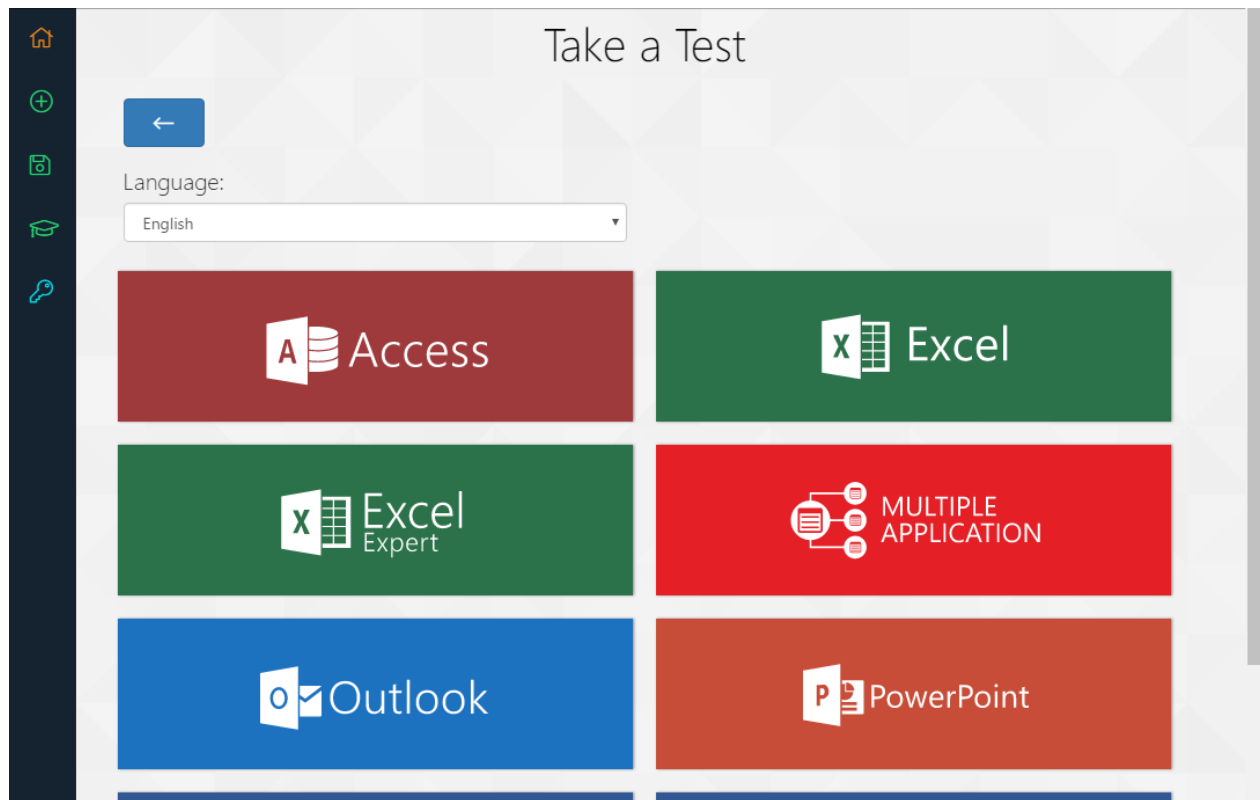 Take a Test
Language:
English
A Access
X Excel
X Excel
Expert
MULTIPLE
APPLICATION
O Outlook
P PowerPoint